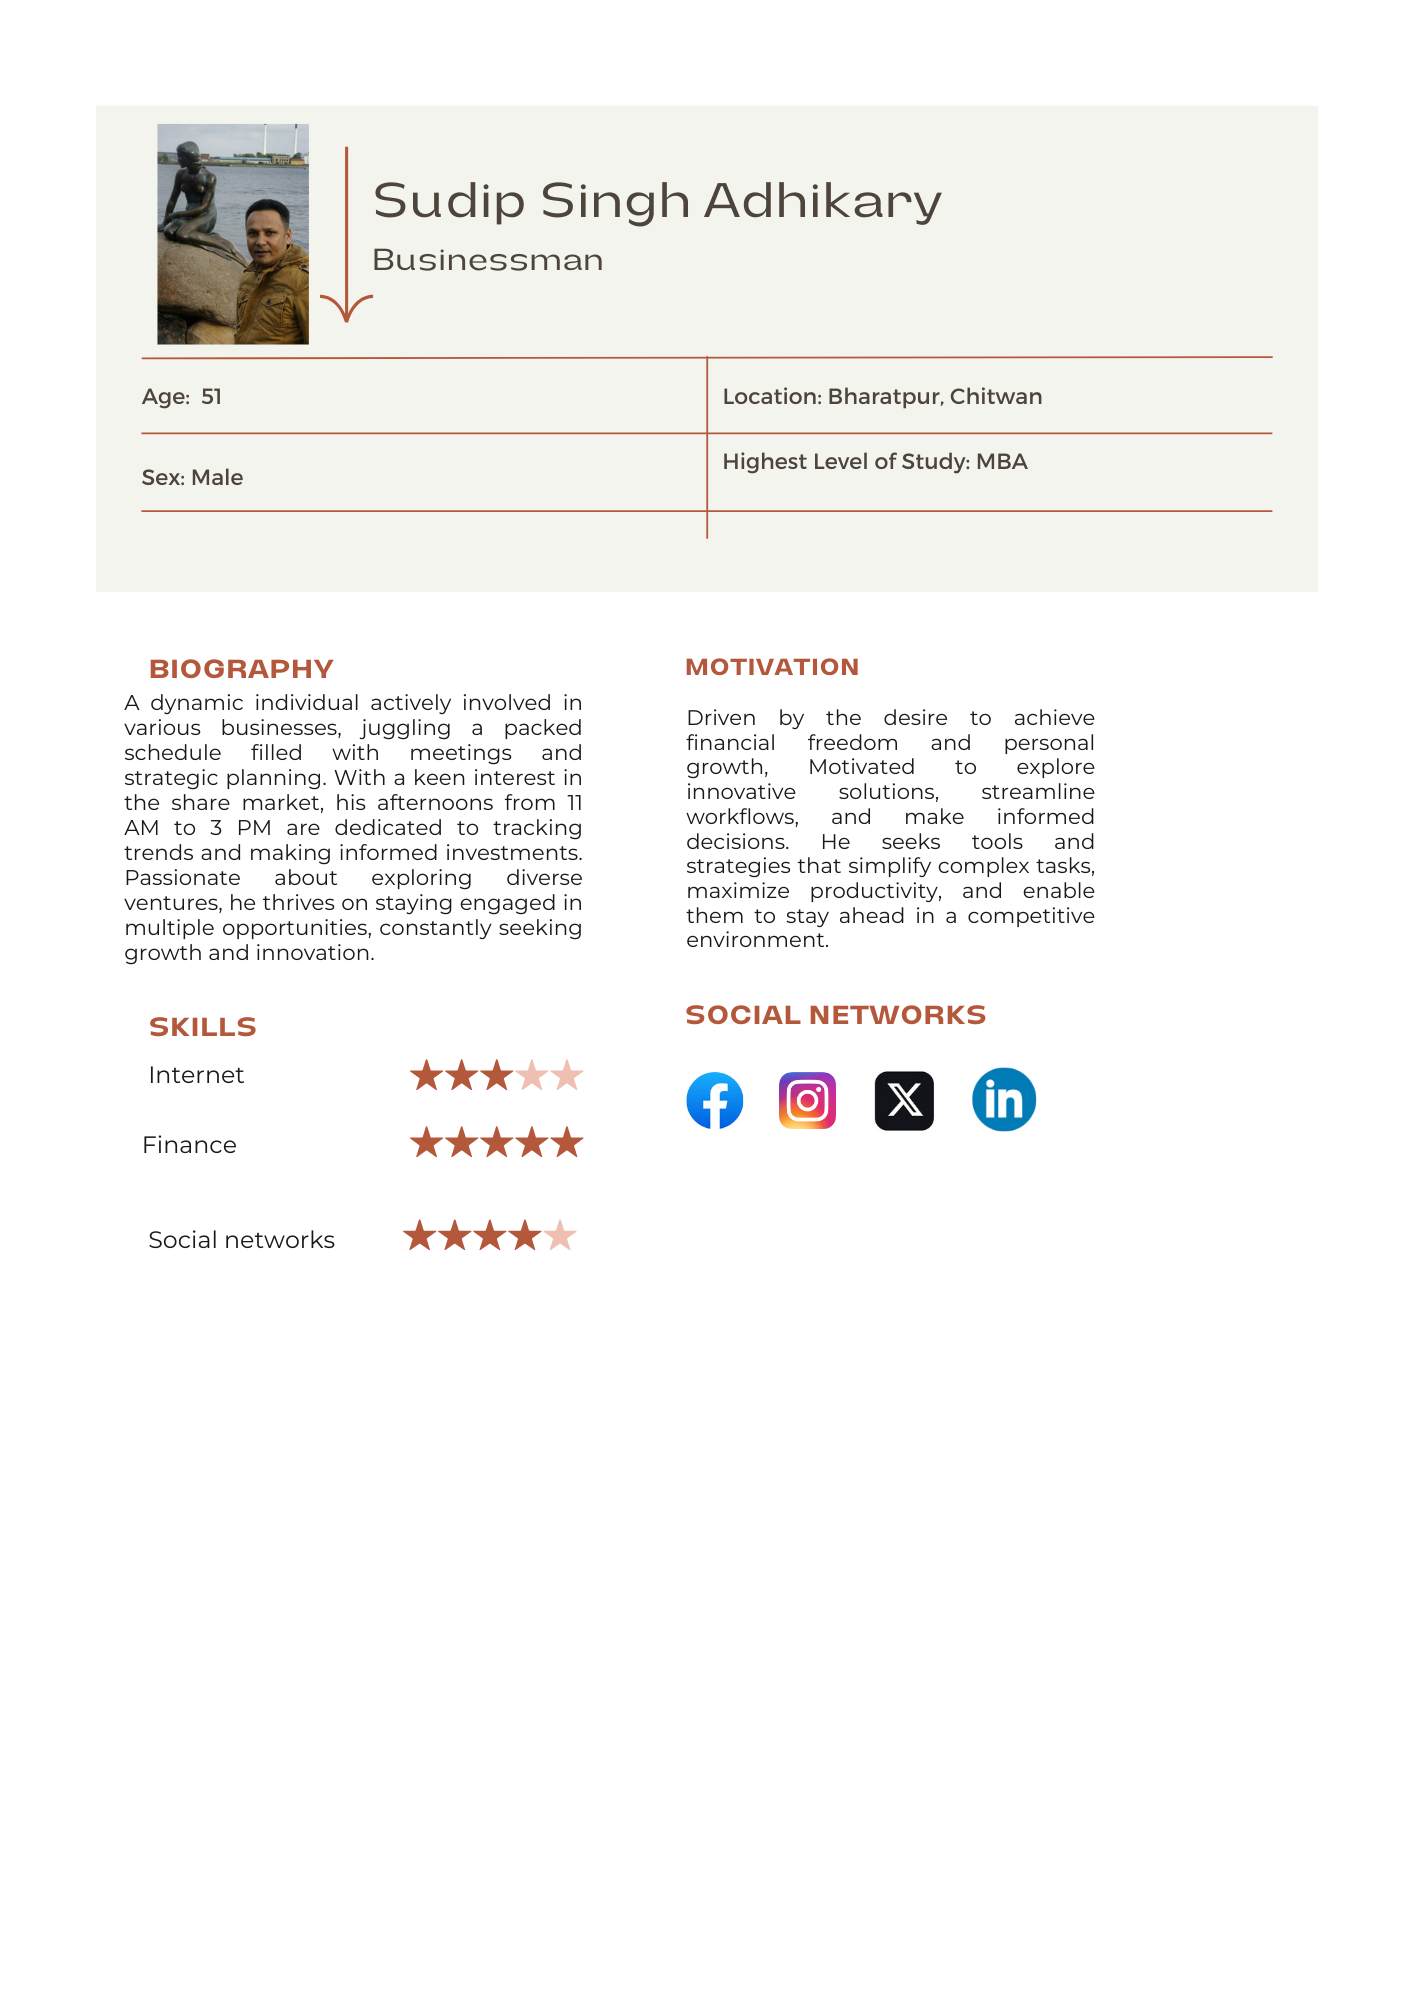 Sudip Singh Adhikary
Businessman
Age: 51
Location: Bharatpur, Chitwan
Sex: Male
Highest Level of Study: MBA
BIOGRAPHY
A dynamic individual actively involved in
various businesses, juggling a packed
schedule filled with meetings and
strategic planning. With a keen interest in
the share market, his afternoons from 11
AM to 3 PM are dedicated to tracking
trends and making informed investments.
Passionate about exploring diverse
ventures, he thrives on staying engaged in
multiple opportunities, constantly seeking
growth and innovation.
MOTIVATION
Driven by the desire to achieve
financial freedom and personal
growth, Motivated to explore
innovative solutions, streamline
workflows, and make informed
decisions. He seeks tools and
strategies that simplify complex tasks,
maximize productivity, and enable
them to stay ahead in a competitive
environment.
SKILLS
Internet
Finance
Social networks
SOCIAL NETWORKS